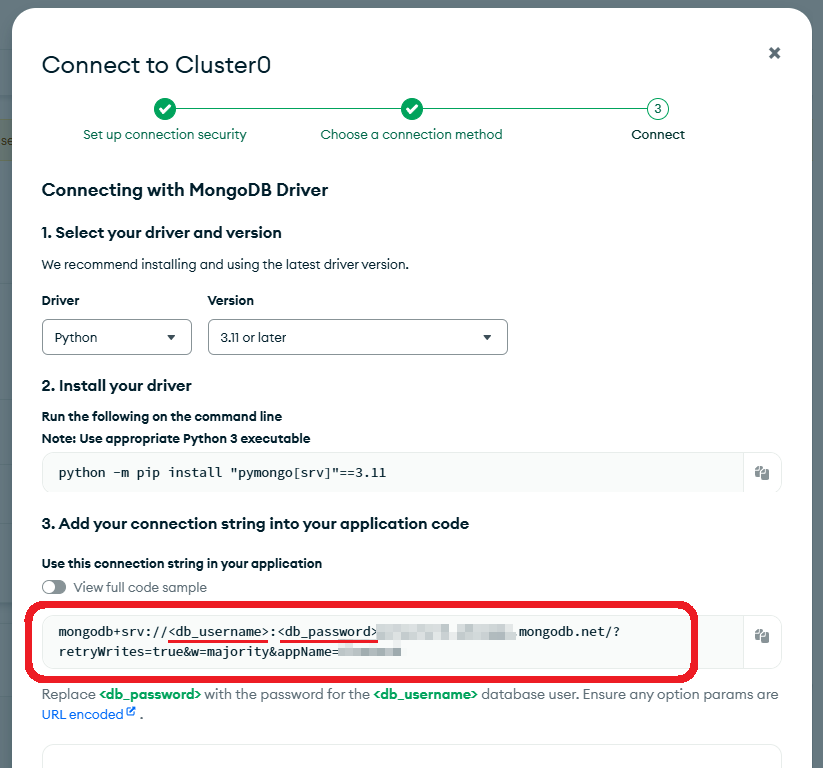 Connect to Cluster0
Set up connection security
Choose a connection method
3
Connect
Connecting with MongoDB Driver
1. Select your driver and version
We recommend installing and using the latest driver version.
Driver
Version
Python
3.11 or later
2. Install your driver
Run the following on the command line
Note: Use appropriate Python 3 executable
python -m pip install "pymongo[srv]"==3.11
3. Add your connection string into your application code
Use this connection string in your application
View full code sample
mongodb+srv://<db_username>:<db_password> .mongodb.net/?
retryWrites=true&w=majority&appName=
Replace <db_password> with the password for the <db_username> database user. Ensure any option params are
URL encoded .